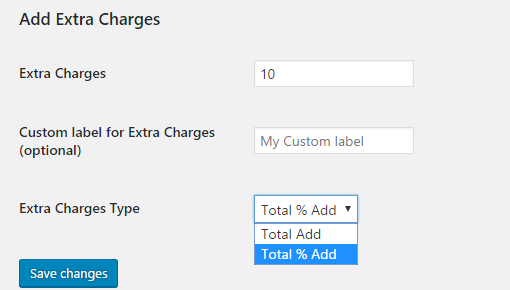 Add Extra Charges
Extra Charges
10
Custom label for Extra Charges
(optional)
My Custom label
Extra Charges Type
Total % Add
Total Add
Total % Add
Save changes